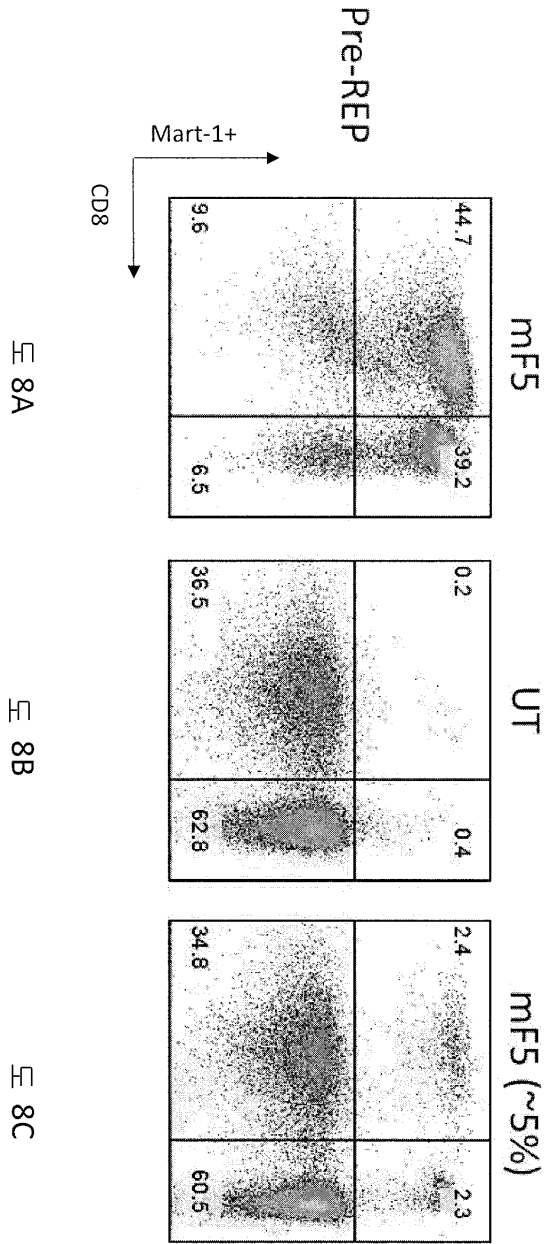 mF5
UT
mF5 (~5%)
44.7
39.2
0.2
0.4
2.4
2.3
Pre-REP
Mart-1+
9.6
6.5
36.5
62.8
34.8
60.5
CD8
도 8A
도 8B
도 8C